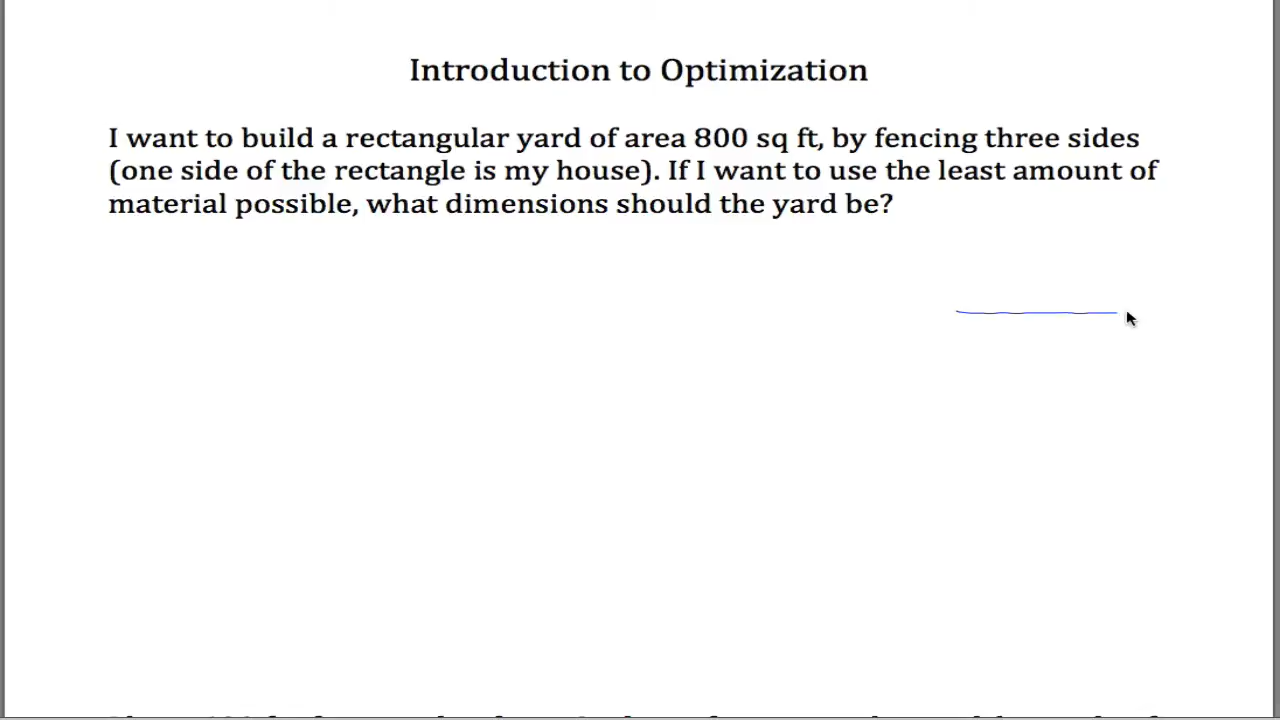 Introduction to Optimization
I want to build a rectangular yard of area 800 sq ft, by fencing three sides
(one side of the rectangle is my house). If I want to use the least amount of
material possible, what dimensions should the yard be?